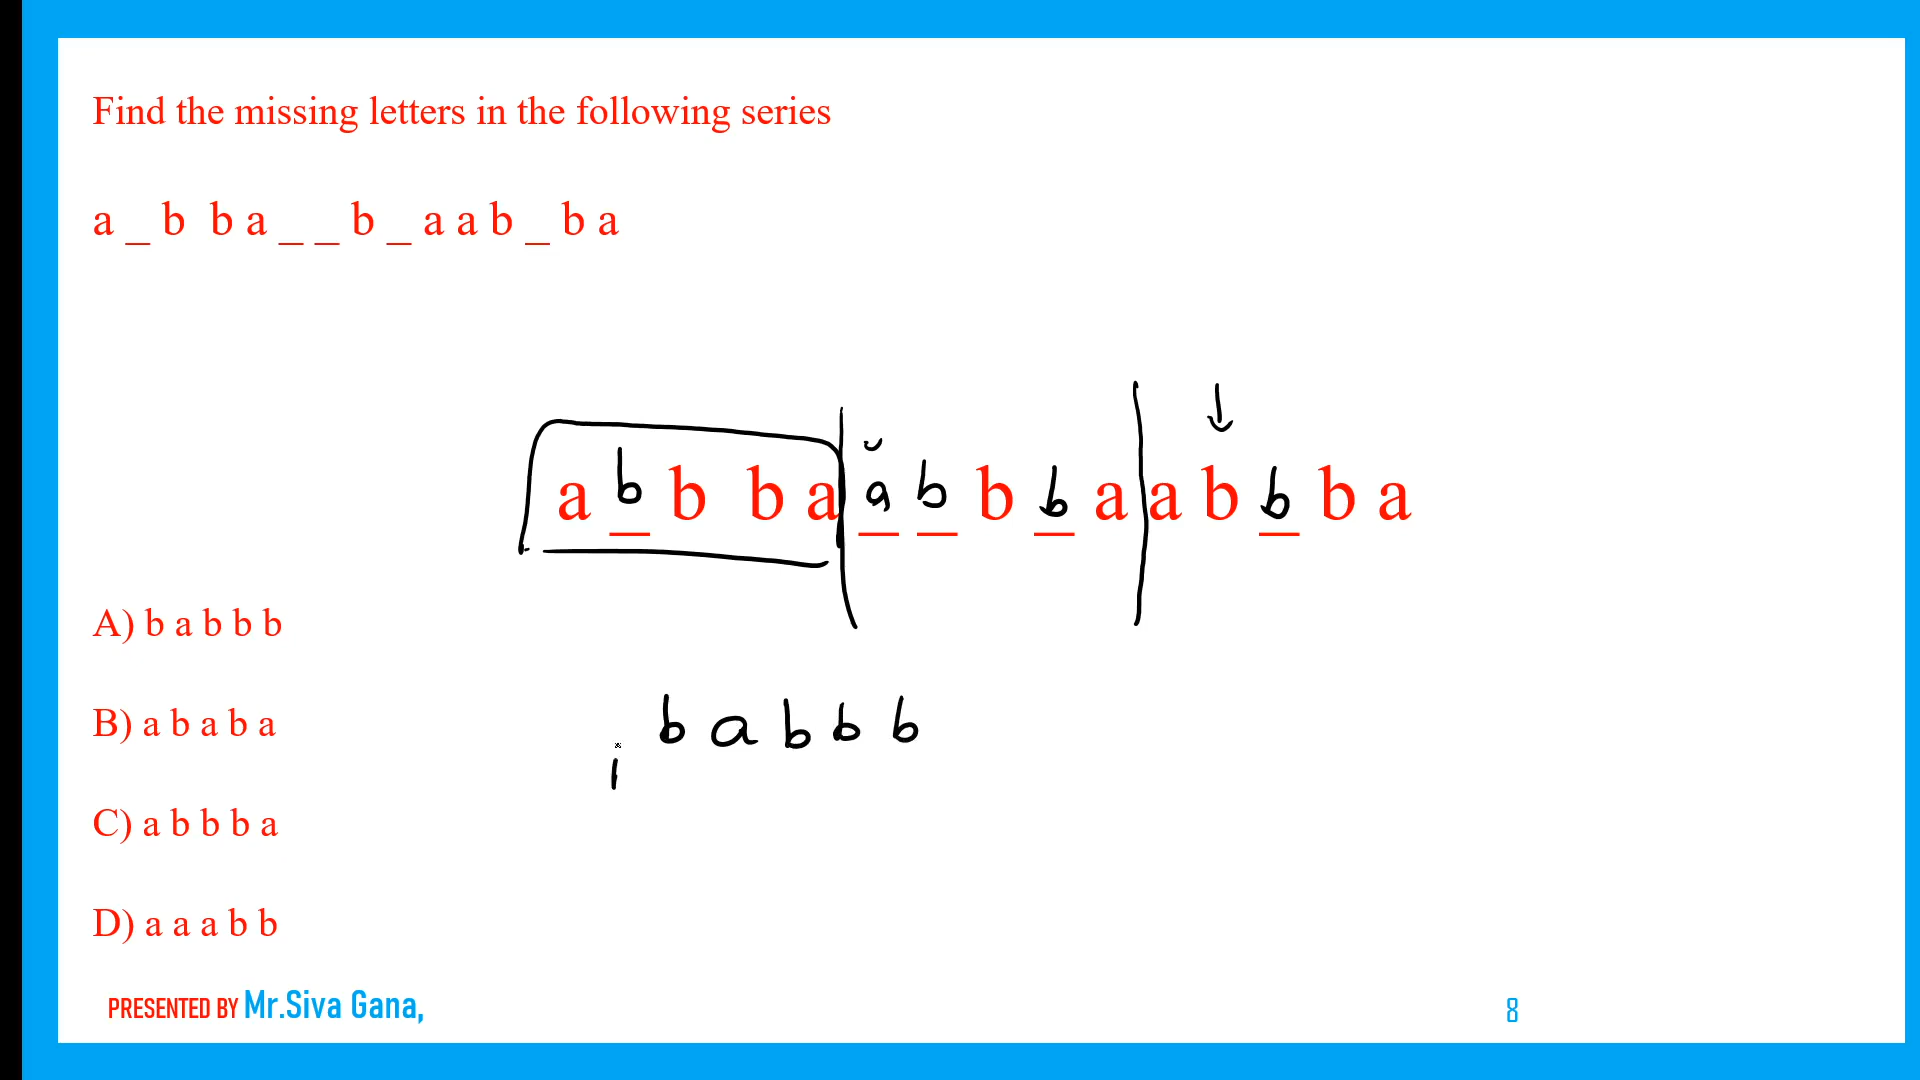 Find the missing letters in the following series
a _ b b a _ _ b _ a a b _ b a
a b b b a a b b b a a b b b a
A) b a b b b
b a b b b
B) a b a b a
C) a b b b a
D) a a a b b
PRESENTED BY Mr.Siva Gana,
8